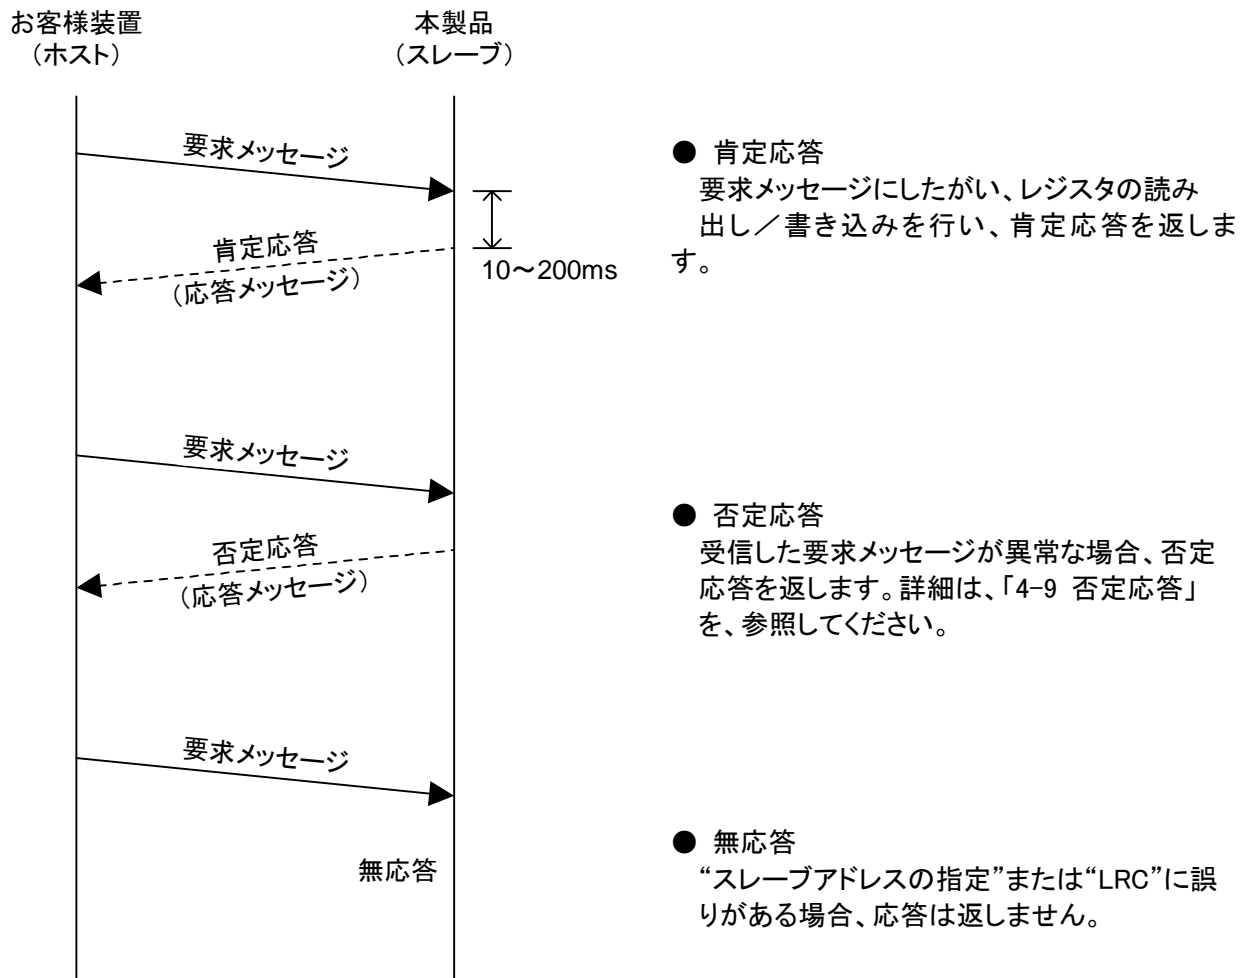 お客様装置
（ホスト）
本製品
（スレーブ）
要求メッセージ
肯定応答
（応答メッセージ）
10～200ms
● 肯定応答
要求メッセージにしたがい、レジスタの読み
出し／書き込みを行い、肯定応答を返しま
す。
要求メッセージ
否定応答
（応答メッセージ）
● 否定応答
受信した要求メッセージが異常な場合、否定
応答を返します。詳細は、「4-9 否定応答」
を、参照してください。
要求メッセージ
無応答
● 無応答
“スレーブアドレスの指定”または“LRC”に誤
りがある場合、応答は返しません。